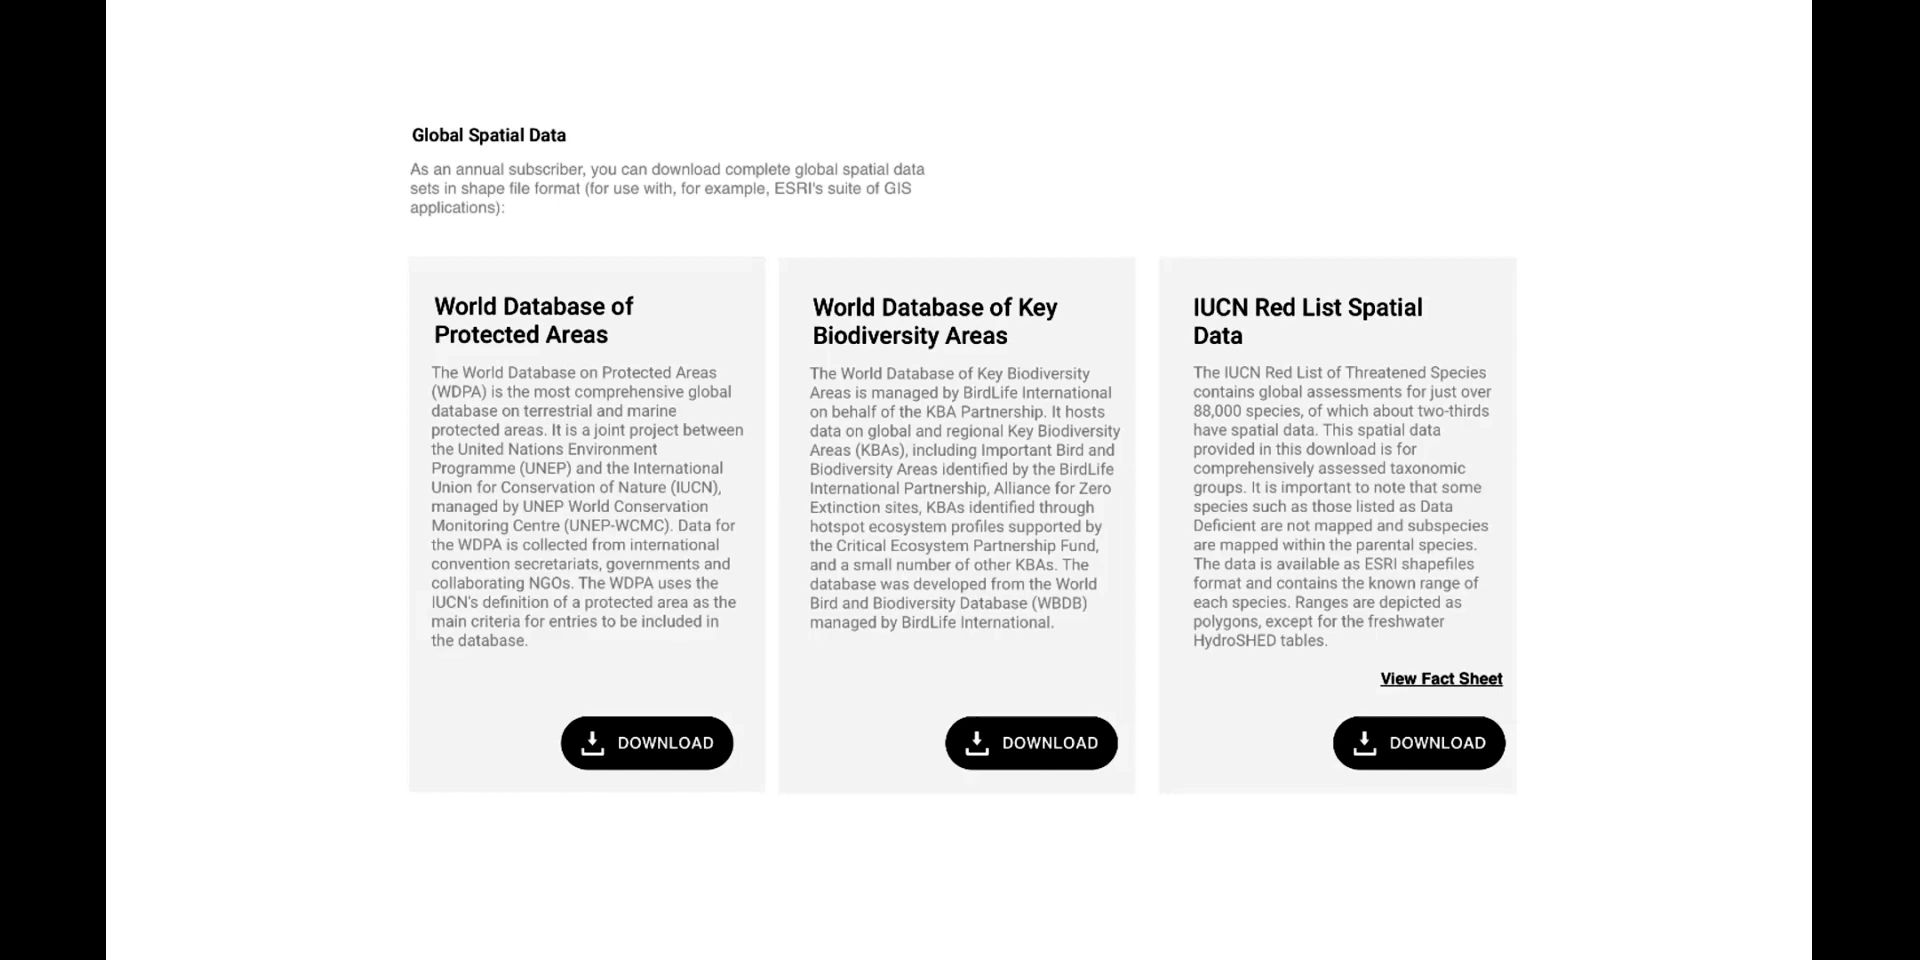 Global Spatial Data
As an annual subscriber, you can download complete global spatial data
sets in shape file format (for use with, for example, ESRI's suite of GIS
applications):
World Database of
Protected Areas
The World Database on Protected Areas
(WDPA) is the most comprehensive global
database on terrestrial and marine
protected areas. It is a joint project between
the United Nations Environment
Programme (UNEP) and the International
Union for Conservation of Nature (IUCN),
managed by UNEP World Conservation
Monitoring Centre (UNEP-WCMC). Data for
the WDPA is collected from international
convention secretariats, governments and
collaborating NGOs. The WDPA uses the
IUCN's definition of a protected area as the
main criteria for entries to be included in
the database.
DOWNLOAD
World Database of Key
Biodiversity Areas
The World Database of Key Biodiversity
Areas is managed by BirdLife International
on behalf of the KBA Partnership. It hosts
data on global and regional Key Biodiversity
Areas (KBAs), including Important Bird and
Biodiversity Areas identified by the BirdLife
International Partnership, Alliance for Zero
Extinction sites, KBAs identified through
hotspot ecosystem profiles supported by
the Critical Ecosystem Partnership Fund,
and a small number of other KBAs. The
database was developed from the World
Bird and Biodiversity Database (WBDB)
managed by BirdLife International.
DOWNLOAD
IUCN Red List Spatial
Data
The IUCN Red List of Threatened Species
contains global assessments for just over
88,000 species, of which about two-thirds
have spatial data. This spatial data
provided in this download is for
comprehensively assessed taxonomic
groups. It is important to note that some
species such as those listed as Data
Deficient are not mapped and subspecies
are mapped within the parental species.
The data is available as ESRI shapefiles
format and contains the known range of
each species. Ranges are depicted as
polygons, except for the freshwater
HydroSHED tables.
View Fact Sheet
DOWNLOAD